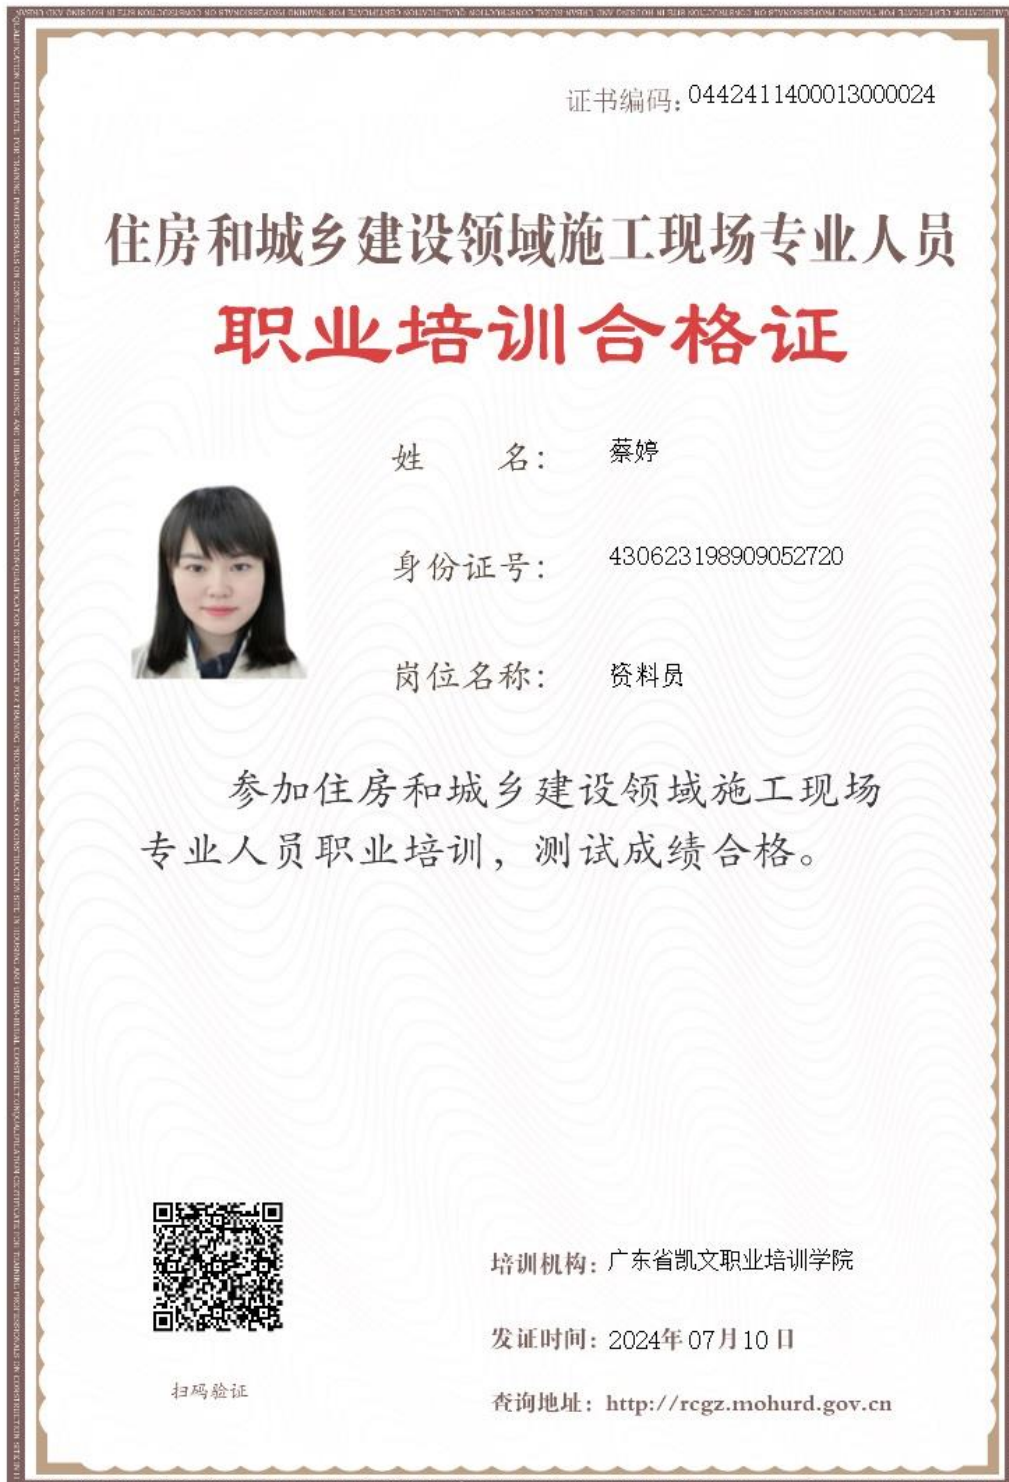 证书编码：0442411400013000024
住房和城乡建设领域施工现场专业人员
职业培训合格证
姓名： 蔡婷
身份证号： 430623198909052720
岗位名称： 资料员
参加住房和城乡建设领域施工现场
专业人员职业培训，测试成绩合格。
培训机构：广东省凯文职业培训学院
发证时间：2024年07月10日
扫码验证
查询地址：http://rcgz.mohurd.gov.cn